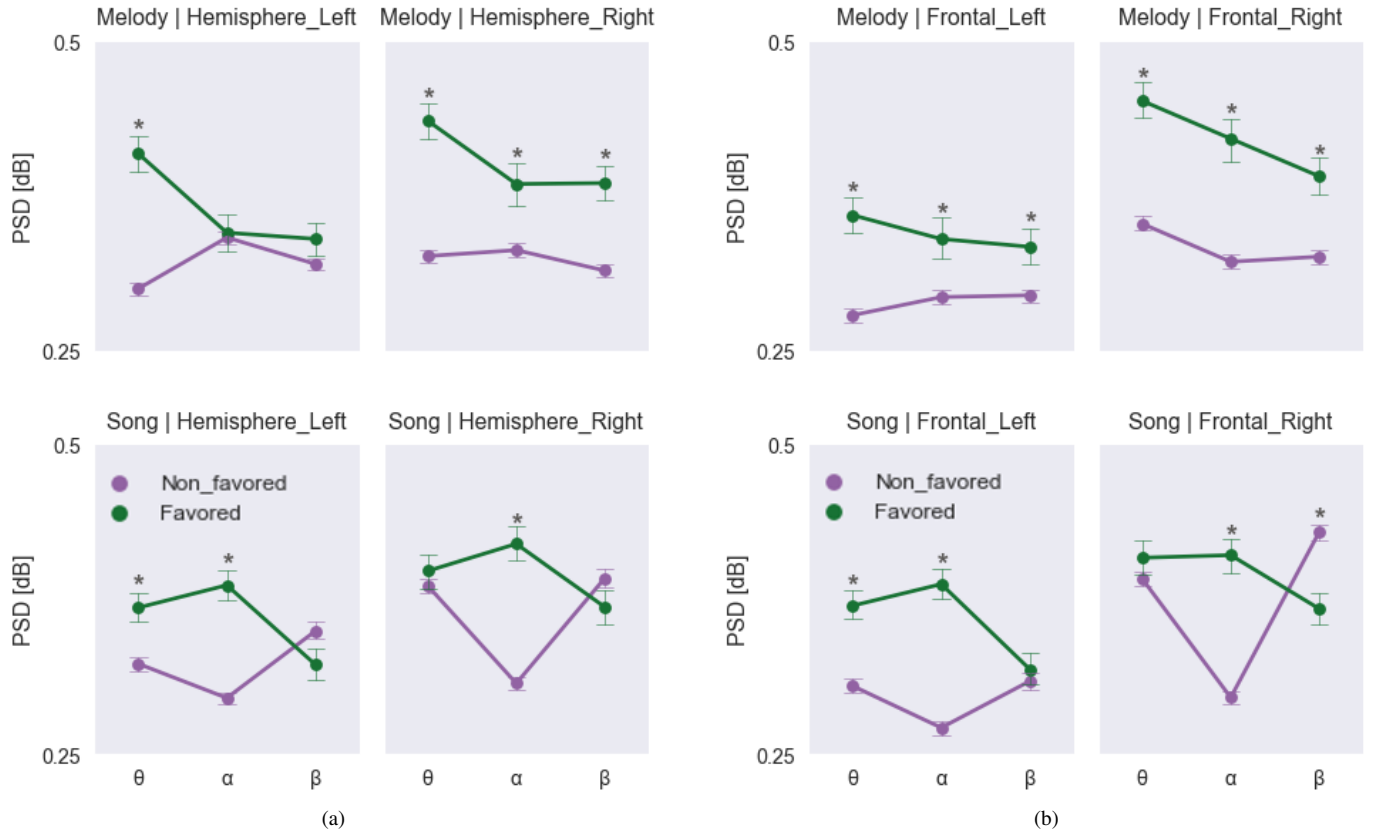 Melody | Hemisphere_Left
Melody | Hemisphere_Right
0.5
*
*
*
*
PSD [dB]
0.25
Song | Hemisphere_Left
Song | Hemisphere_Right
0.5
Non_favored
Favored
*
*
*
PSD [dB]
0.25
θ α β
θ α β
(a)
Melody | Frontal_Left
Melody | Frontal_Right
0.5
*
*
*
*
*
*
PSD [dB]
0.25
Song | Frontal_Left
Song | Frontal_Right
0.5
Non_favored
Favored
*
*
*
*
PSD [dB]
0.25
θ α β
θ α β
(b)